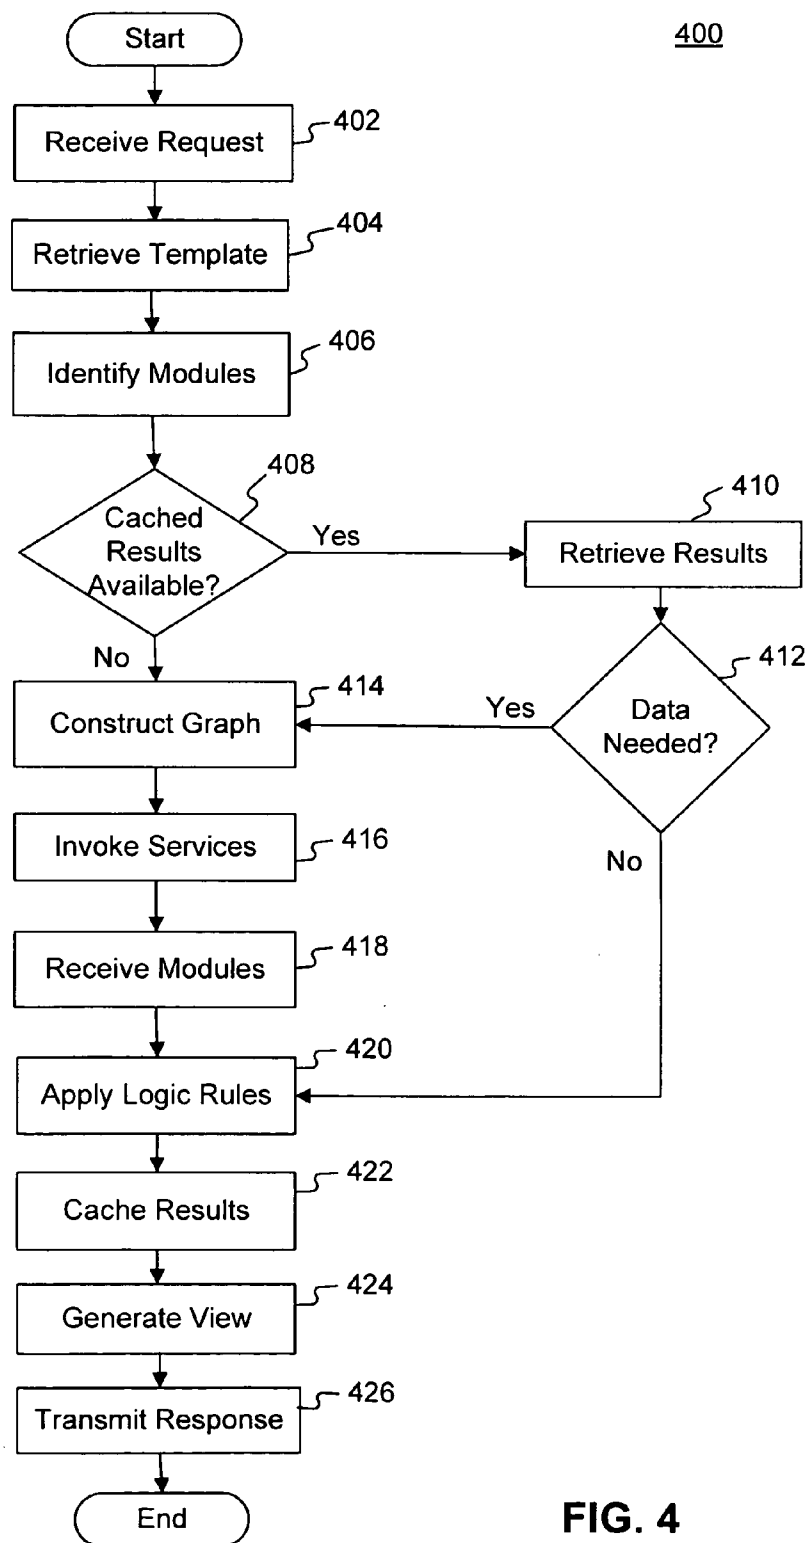 Start
400
Receive Request
402
Retrieve Template
404
Identify Modules
406
408
Cached
Results
Available?
Yes
410
Retrieve Results
No
412
Data
Needed?
Yes
414
Construct Graph
No
Invoke Services
416
Receive Modules
418
420
Apply Logic Rules
422
Cache Results
424
Generate View
426
Transmit Response
End
FIG. 4